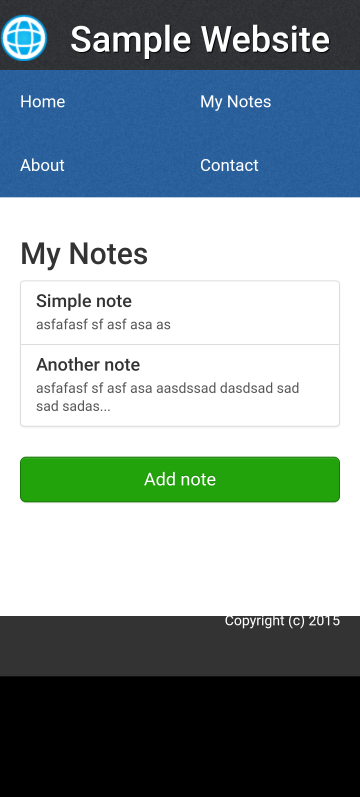 Sample Website
Home
My Notes
About
Contact
My Notes
Simple note
asfafasf sf asf asa as
Another note
asfafasf sf asf asa aasdssad dasdsad sad
sad sadas...
Add note
Copyright (c) 2015